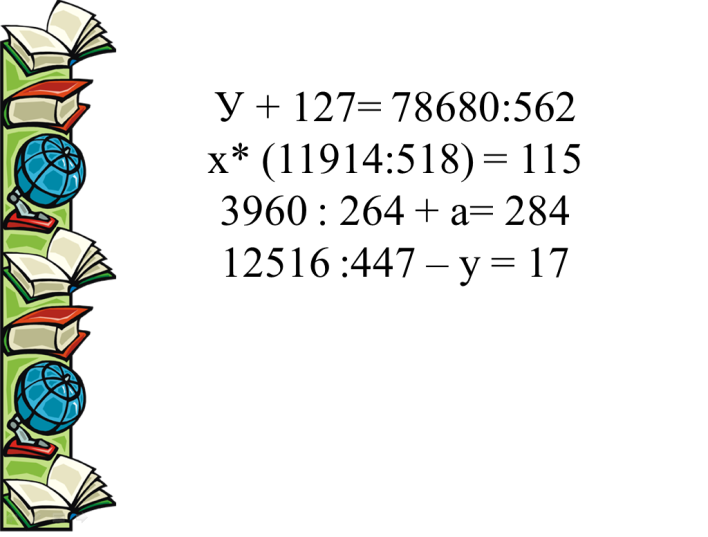 У + 127= 78680:562
х* (11914:518) = 115
3960 : 264 + а= 284
12516 :447 – у = 17